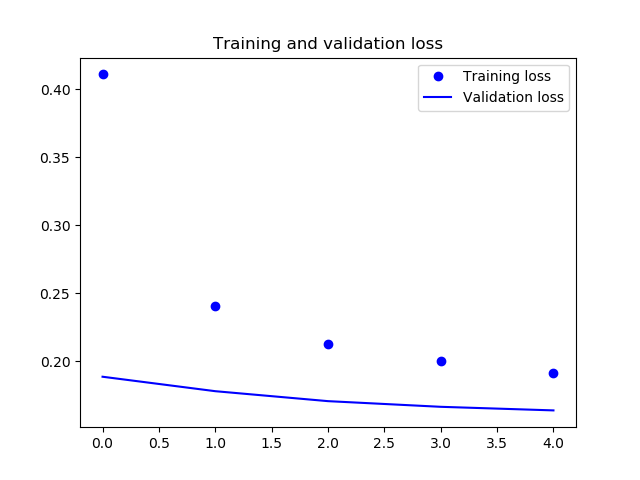 Training and validation loss
Training loss
Validation loss
0.40
0.35
0.30
0.25
0.20
0.0 0.5 1.0 1.5 2.0 2.5 3.0 3.5 4.0